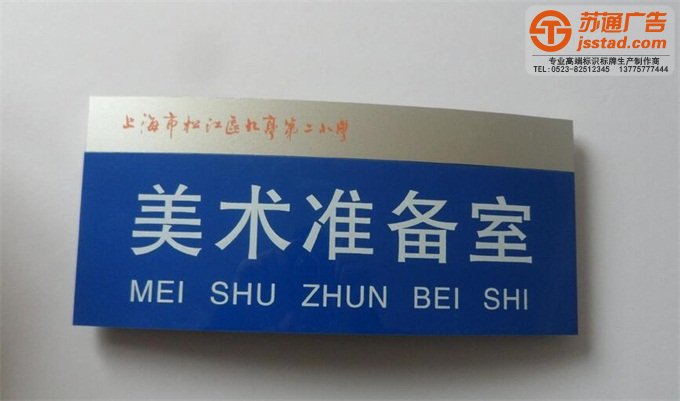 苏通广告
jsstad.com
专业高端标识标牌生产制作商
TEL:0523-82512345 13775777444
上海市松江区九亭第二小学
美术准备室
MEI SHU ZHUN BEI SHI